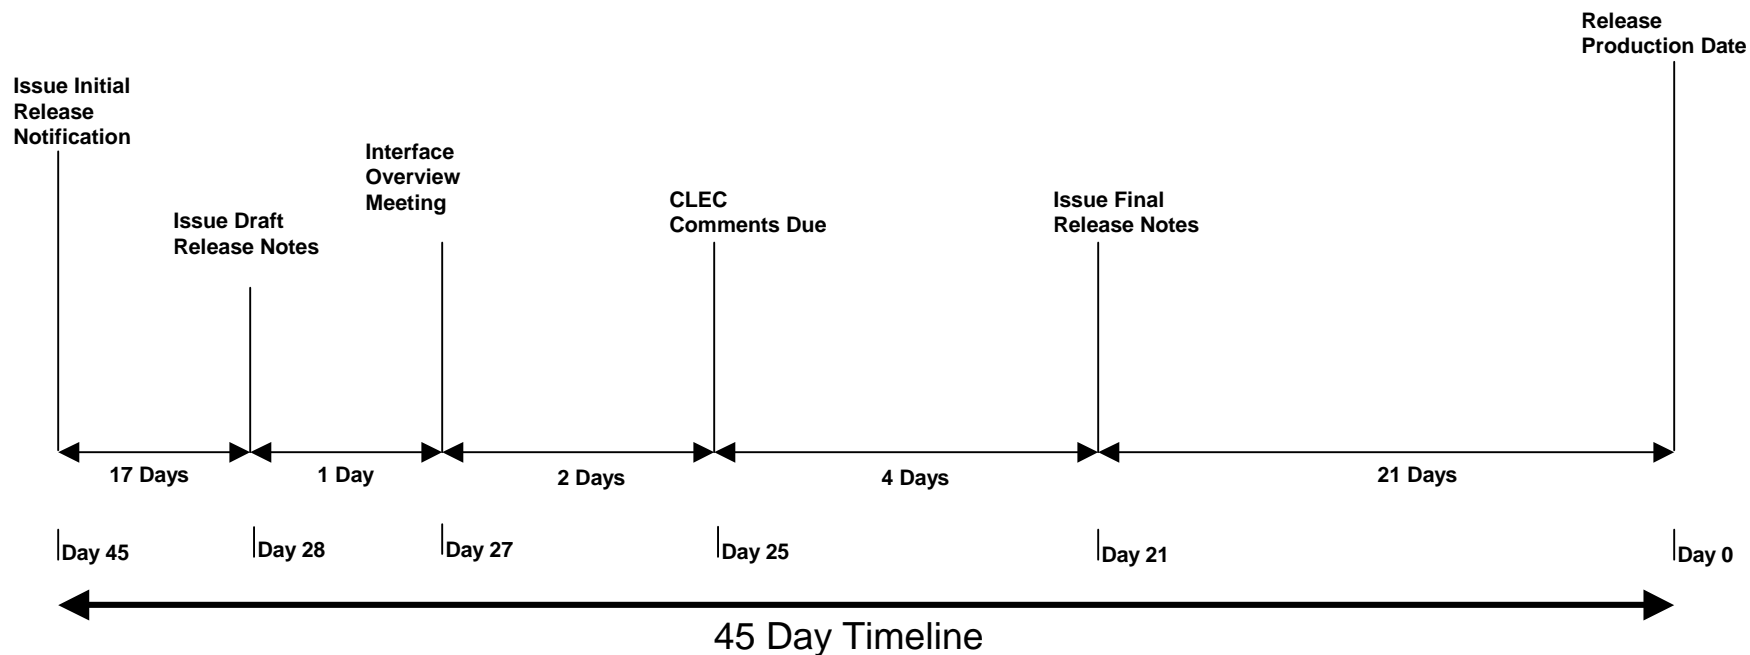 Release
Production Date
Issue Initial
Release
Notification
Interface
Overview
Meeting
CLEC
Comments Due
Issue Final
Release Notes
Issue Draft
Release Notes
17 Days
1 Day
2 Days
4 Days
21 Days
Day 45
Day 28
Day 27
Day 25
Day 21
Day 0
45 Day Timeline